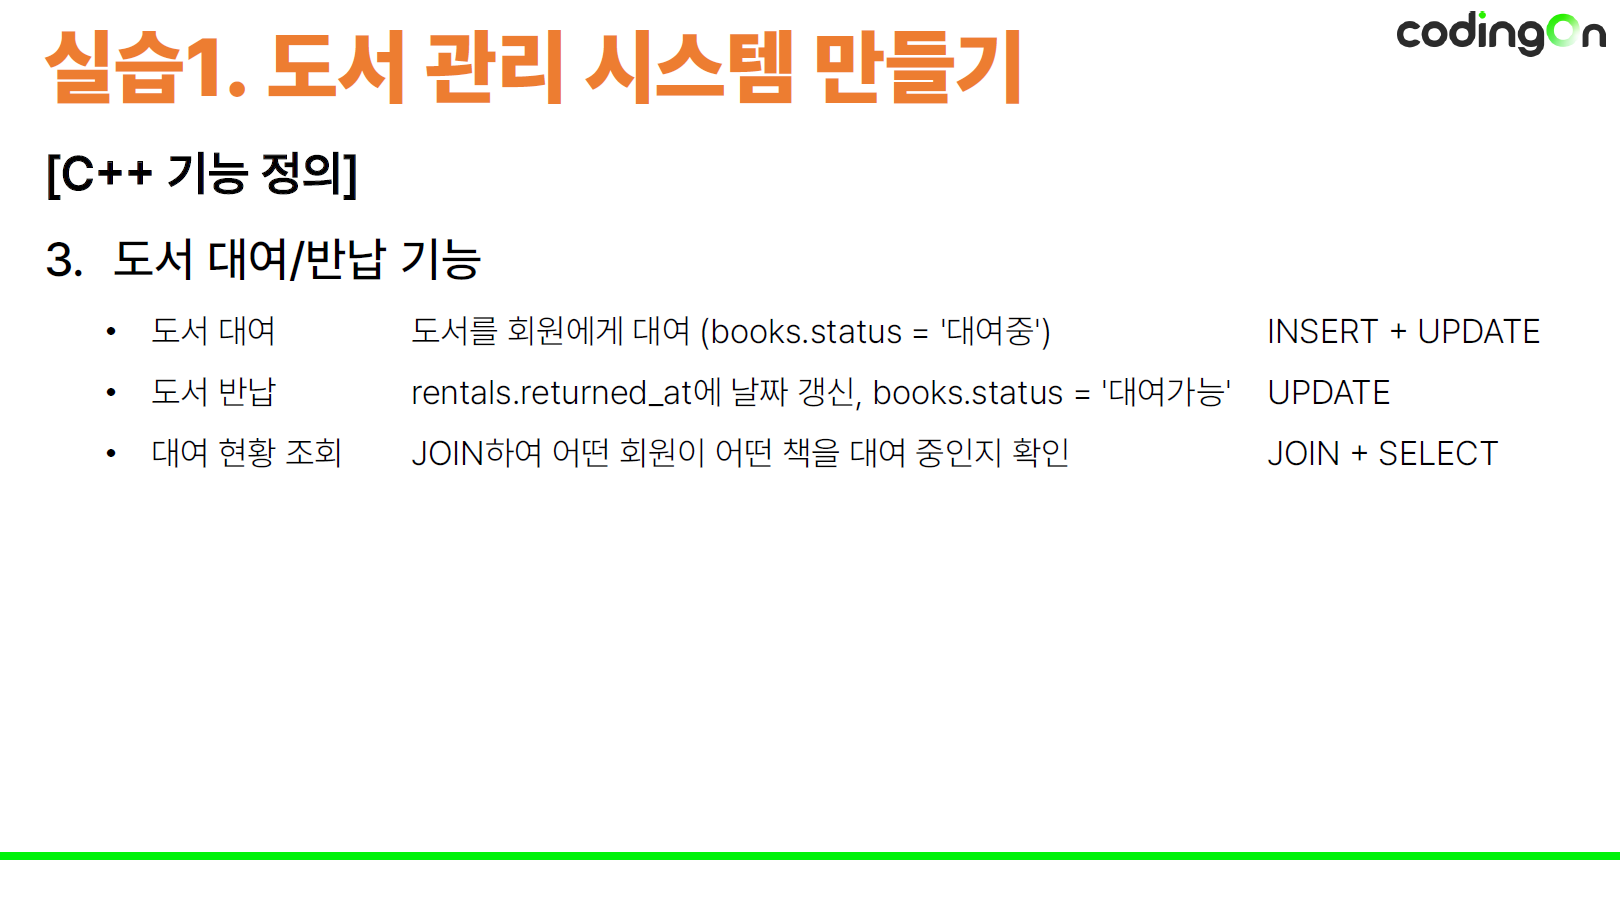 codingOn
실습1. 도서 관리 시스템 만들기
[C++ 기능 정의]
3. 도서 대여/반납 기능
• 도서 대여 도서를 회원에게 대여 (books.status = '대여중') INSERT + UPDATE
• 도서 반납 rentals.returned_at에 날짜 갱신, books.status = '대여가능' UPDATE
• 대여 현황 조회 JOIN하여 어떤 회원이 어떤 책을 대여 중인지 확인 JOIN + SELECT